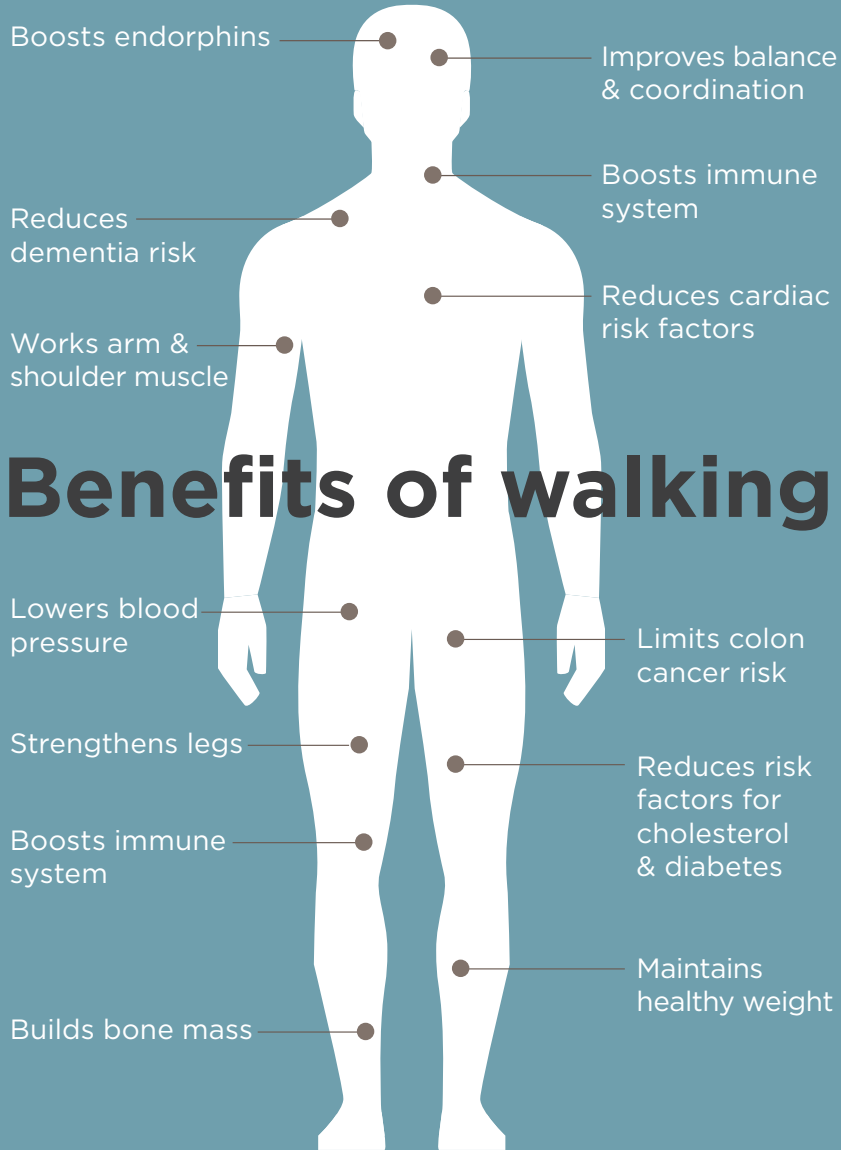 Boosts endorphins
Improves balance
& coordination
Boosts immune
system
Reduces
dementia risk
Reduces cardiac
risk factors
Works arm &
shoulder muscle
Benefits of walking
Lowers blood
pressure
Limits colon
cancer risk
Strengthens legs
Reduces risk
factors for
cholesterol
& diabetes
Boosts immune
system
Maintains
healthy weight
Builds bone mass